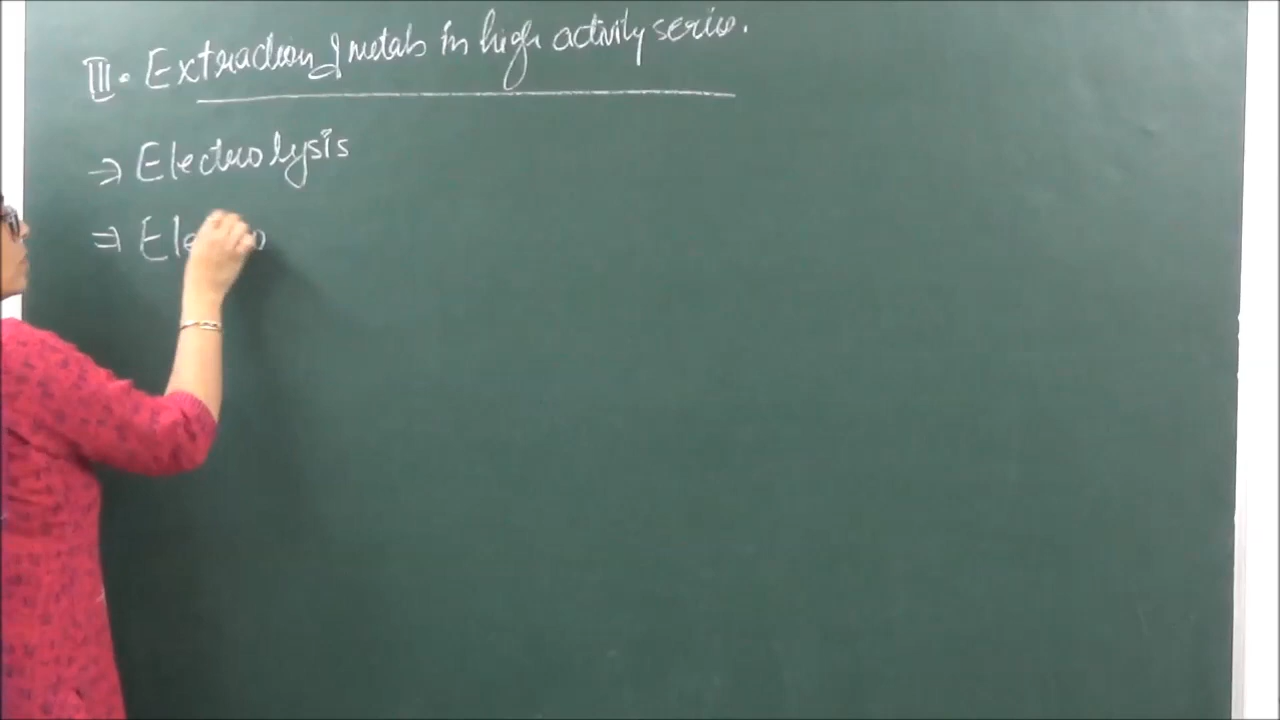 III. Extraction of metals in high activity series.
→ Electrolysis
⇒ Ele